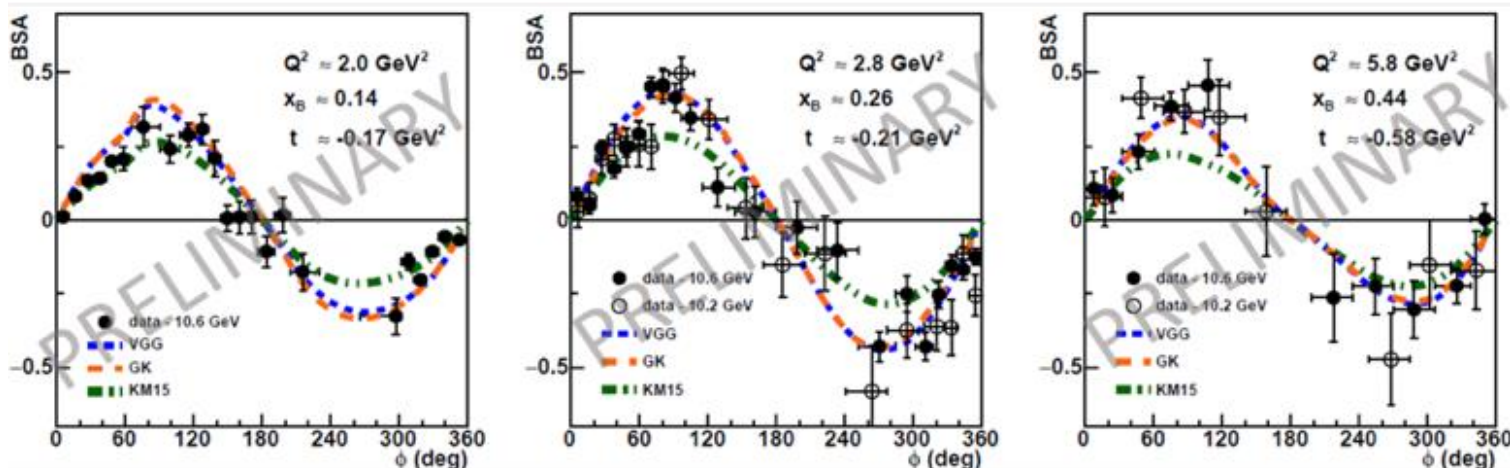 BSA
0.5
0
−0.5
Q² ≈ 2.0 GeV²
x_B ≈ 0.14
t ≈ -0.17 GeV²
PRELIMINARY
data - 10.6 GeV
VGG
GK
KM15
0 60 120 180 240 300 360
ϕ (deg)
BSA
0.5
0
−0.5
Q² ≈ 2.8 GeV²
x_B ≈ 0.26
t ≈ -0.21 GeV²
PRELIMINARY
data - 10.6 GeV
data - 10.2 GeV
VGG
GK
KM15
0 60 120 180 240 300 360
ϕ (deg)
BSA
0.5
0
−0.5
Q² ≈ 5.8 GeV²
x_B ≈ 0.44
t ≈ -0.58 GeV²
PRELIMINARY
data - 10.6 GeV
data - 10.2 GeV
VGG
GK
KM15
0 60 120 180 240 300 360
ϕ (deg)